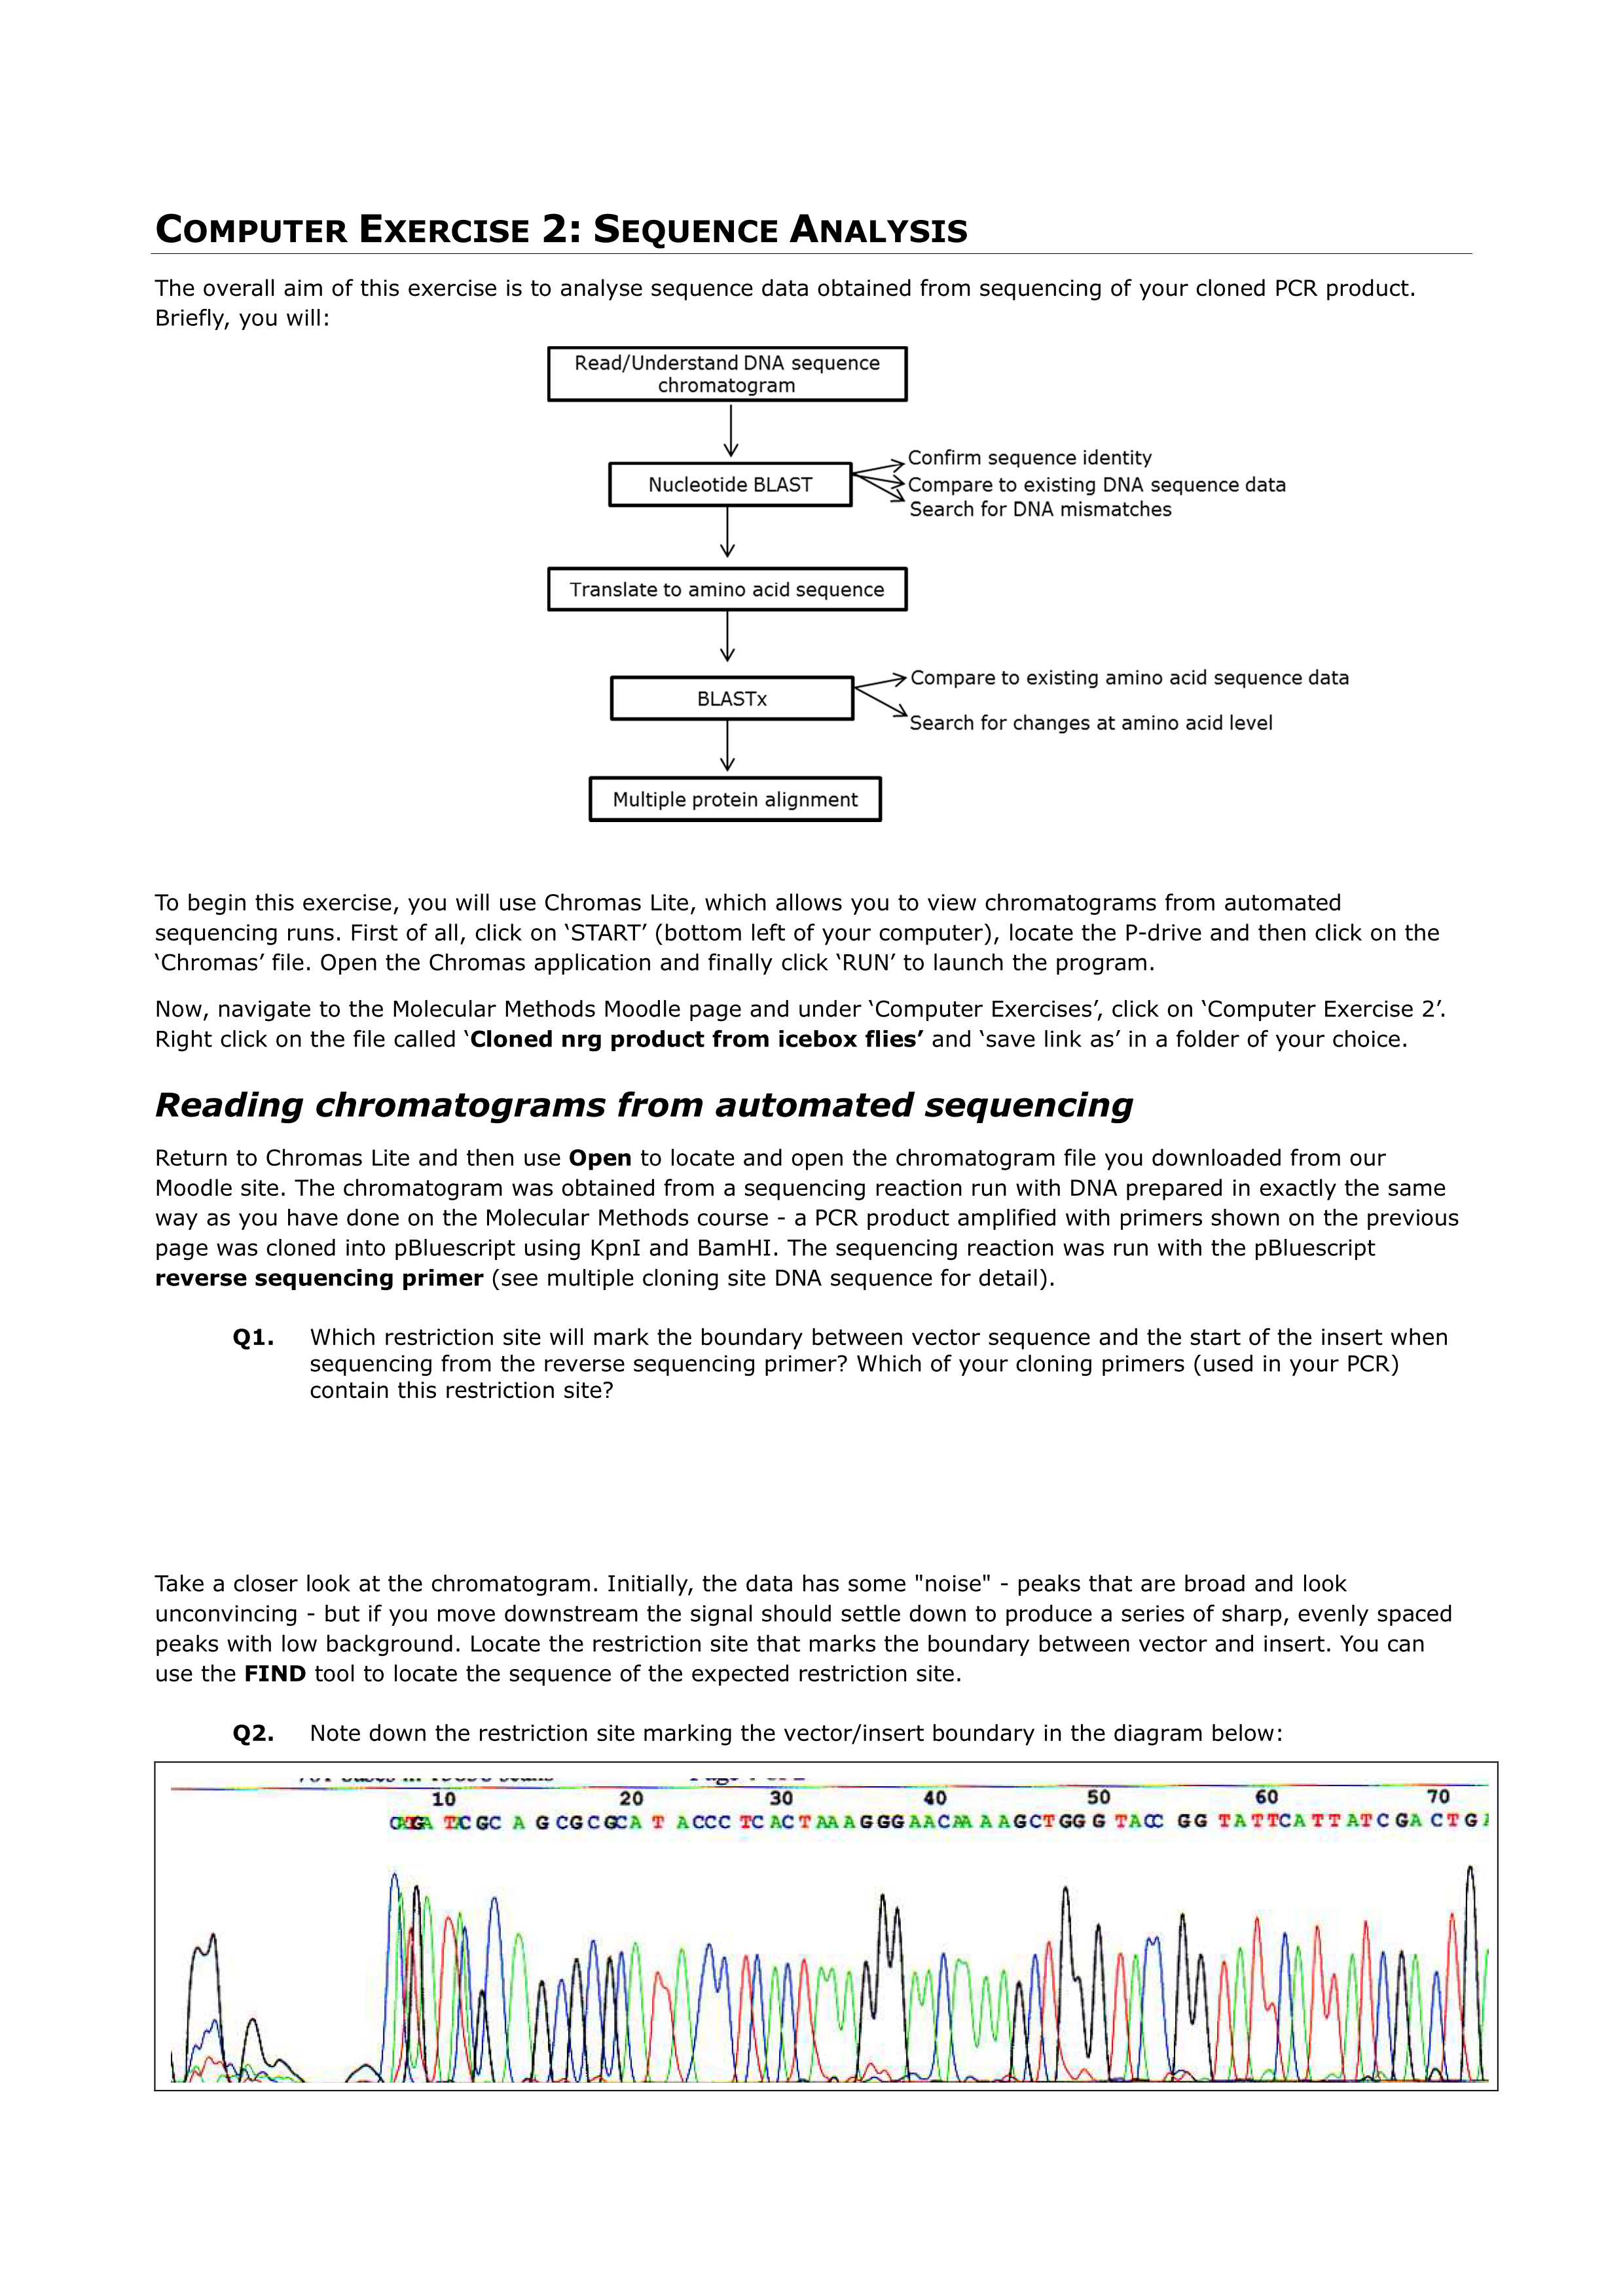 COMPUTER EXERCISE 2: SEQUENCE ANALYSIS
The overall aim of this exercise is to analyse sequence data obtained from sequencing of your cloned PCR product.
Briefly, you will:
Read/Understand DNA sequence
chromatogram
Nucleotide BLAST
Confirm sequence identity
Compare to existing DNA sequence data
Search for DNA mismatches
Translate to amino acid sequence
BLASTx
Compare to existing amino acid sequence data
Search for changes at amino acid level
Multiple protein alignment
To begin this exercise, you will use Chromas Lite, which allows you to view chromatograms from automated
sequencing runs. First of all, click on ‘START’ (bottom left of your computer), locate the P-drive and then click on the
‘Chromas’ file. Open the Chromas application and finally click ‘RUN’ to launch the program.
Now, navigate to the Molecular Methods Moodle page and under ‘Computer Exercises’, click on ‘Computer Exercise 2’.
Right click on the file called ‘Cloned nrg product from icebox flies’ and ‘save link as’ in a folder of your choice.
Reading chromatograms from automated sequencing
Return to Chromas Lite and then use Open to locate and open the chromatogram file you downloaded from our
Moodle site. The chromatogram was obtained from a sequencing reaction run with DNA prepared in exactly the same
way as you have done on the Molecular Methods course - a PCR product amplified with primers shown on the previous
page was cloned into pBluescript using KpnI and BamHI. The sequencing reaction was run with the pBluescript
reverse sequencing primer (see multiple cloning site DNA sequence for detail).
Q1. Which restriction site will mark the boundary between vector sequence and the start of the insert when
sequencing from the reverse sequencing primer? Which of your cloning primers (used in your PCR)
contain this restriction site?
Take a closer look at the chromatogram. Initially, the data has some "noise" - peaks that are broad and look
unconvincing - but if you move downstream the signal should settle down to produce a series of sharp, evenly spaced
peaks with low background. Locate the restriction site that marks the boundary between vector and insert. You can
use the FIND tool to locate the sequence of the expected restriction site.
Q2. Note down the restriction site marking the vector/insert boundary in the diagram below:
10 20 30 40 50 60 70
CGC A GCGCGCCA T ACCC TCACTAAAGGGAACAAAAGCTGGG TACC GG TATTCATTATCGACTGA